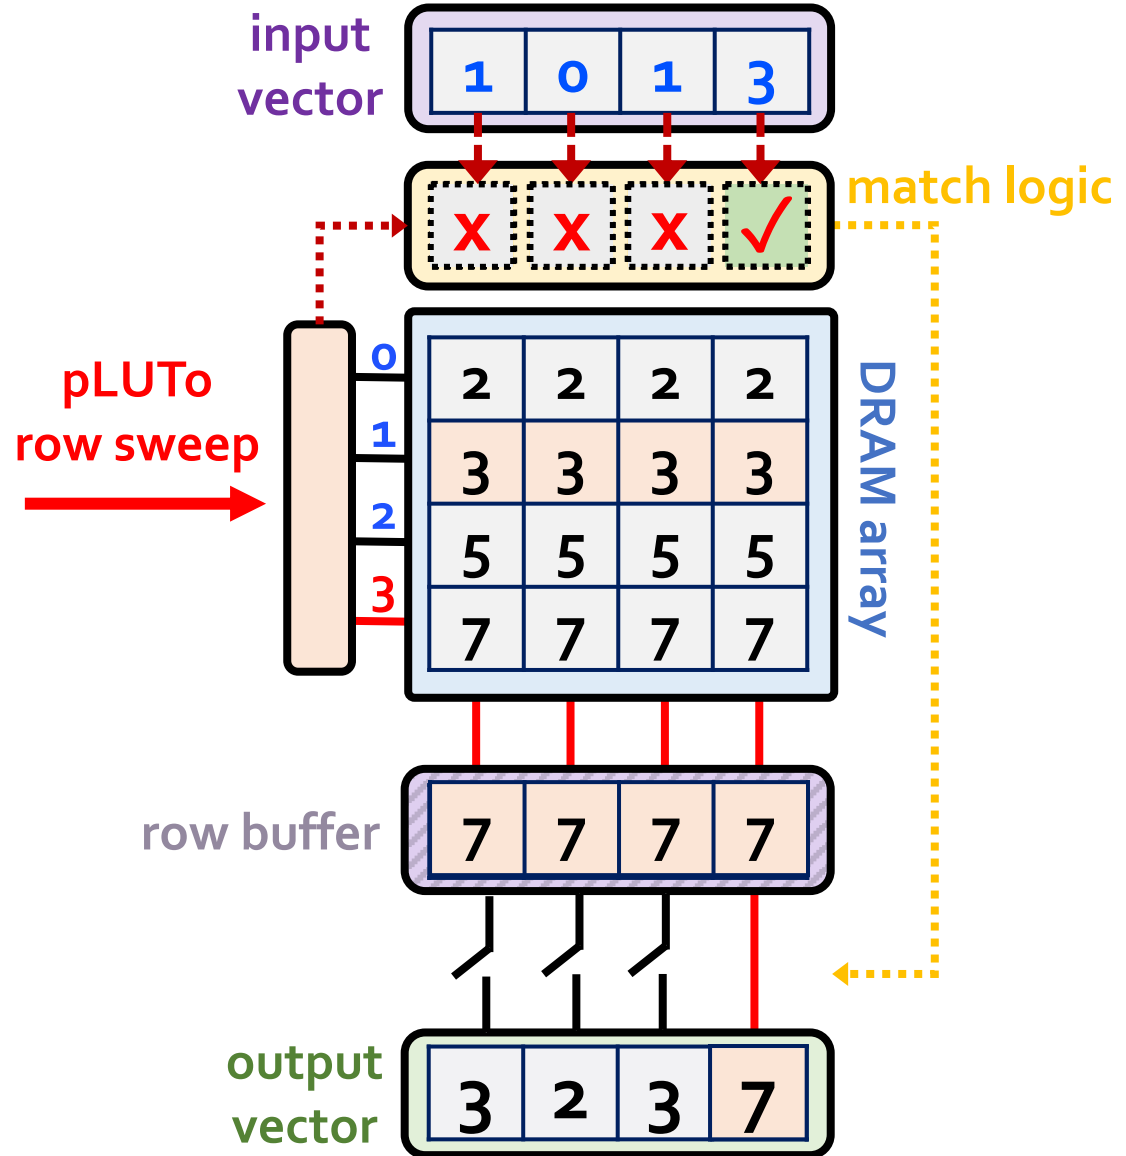 input
vector
1 0 1 3
x x x ✓
match logic
pLUTo
row sweep
0
1
2
3
2 2 2 2
3 3 3 3
5 5 5 5
7 7 7 7
DRAM array
row buffer
7 7 7 7
output
vector
3 2 3 7